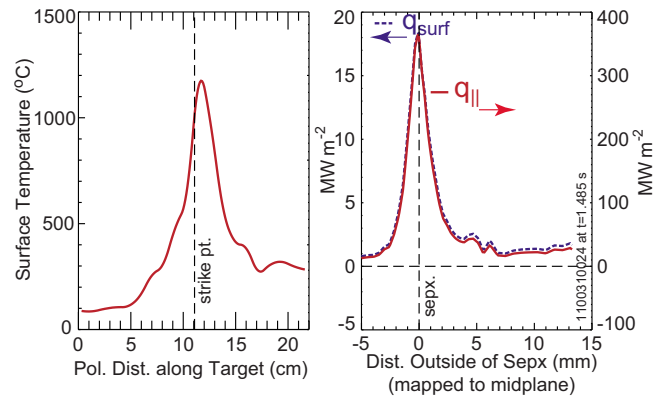 1500
1000
500
100
0
Surface Temperature (ºC)
strike pt.
0 5 10 15 20
Pol. Dist. along Target (cm)
20
15
10
5
0
-5
MW m-2
q_surf
q_||
sepx.
400
300
200
100
0
-100
MW m-2
1100310024 at t=1.485 s
-5 0 5 10 15
Dist. Outside of Sepx (mm)
(mapped to midplane)